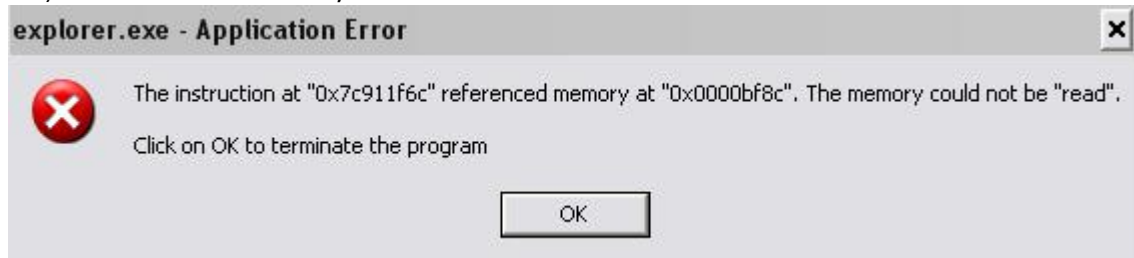 explorer.exe - Application Error
The instruction at "0x7c911f6c" referenced memory at "0x0000bf8c". The memory could not be "read".
Click on OK to terminate the program
OK